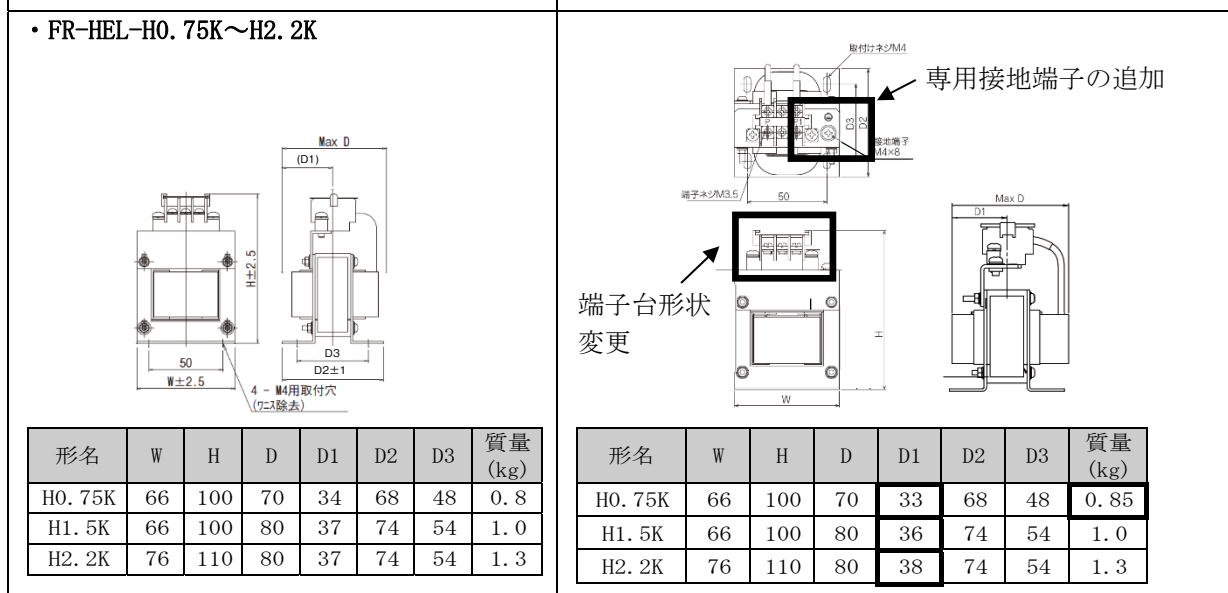 ・FR-HEL-H0.75K～H2.2K
Max D
(D1)
H±2.5
50
W±2.5
D3
D2±1
4 - M4用取付穴
(ワニス除去)
形名 W H D D1 D2 D3 質量(kg)
H0.75K 66 100 70 34 68 48 0.8
H1.5K 66 100 80 37 74 54 1.0
H2.2K 76 110 80 37 74 54 1.3
取付けネジM4
専用接地端子の追加
D3
D2
接地端子
M4×8
端子ネジM3.5
50
端子台形状
変更
H
W
Max D
D1
形名 W H D D1 D2 D3 質量(kg)
H0.75K 66 100 70 33 68 48 0.85
H1.5K 66 100 80 36 74 54 1.0
H2.2K 76 110 80 38 74 54 1.3